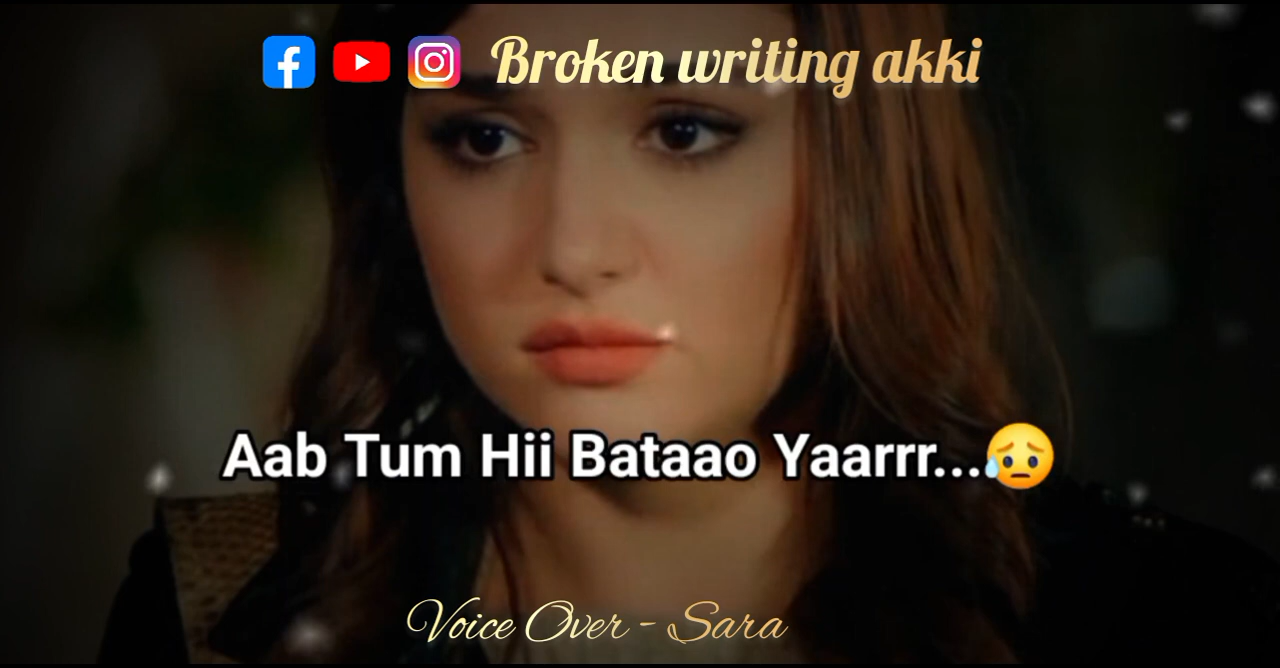 Broken writing akki
Aab Tum Hii Bataao Yaarrr...😥
Voice Over - Sara